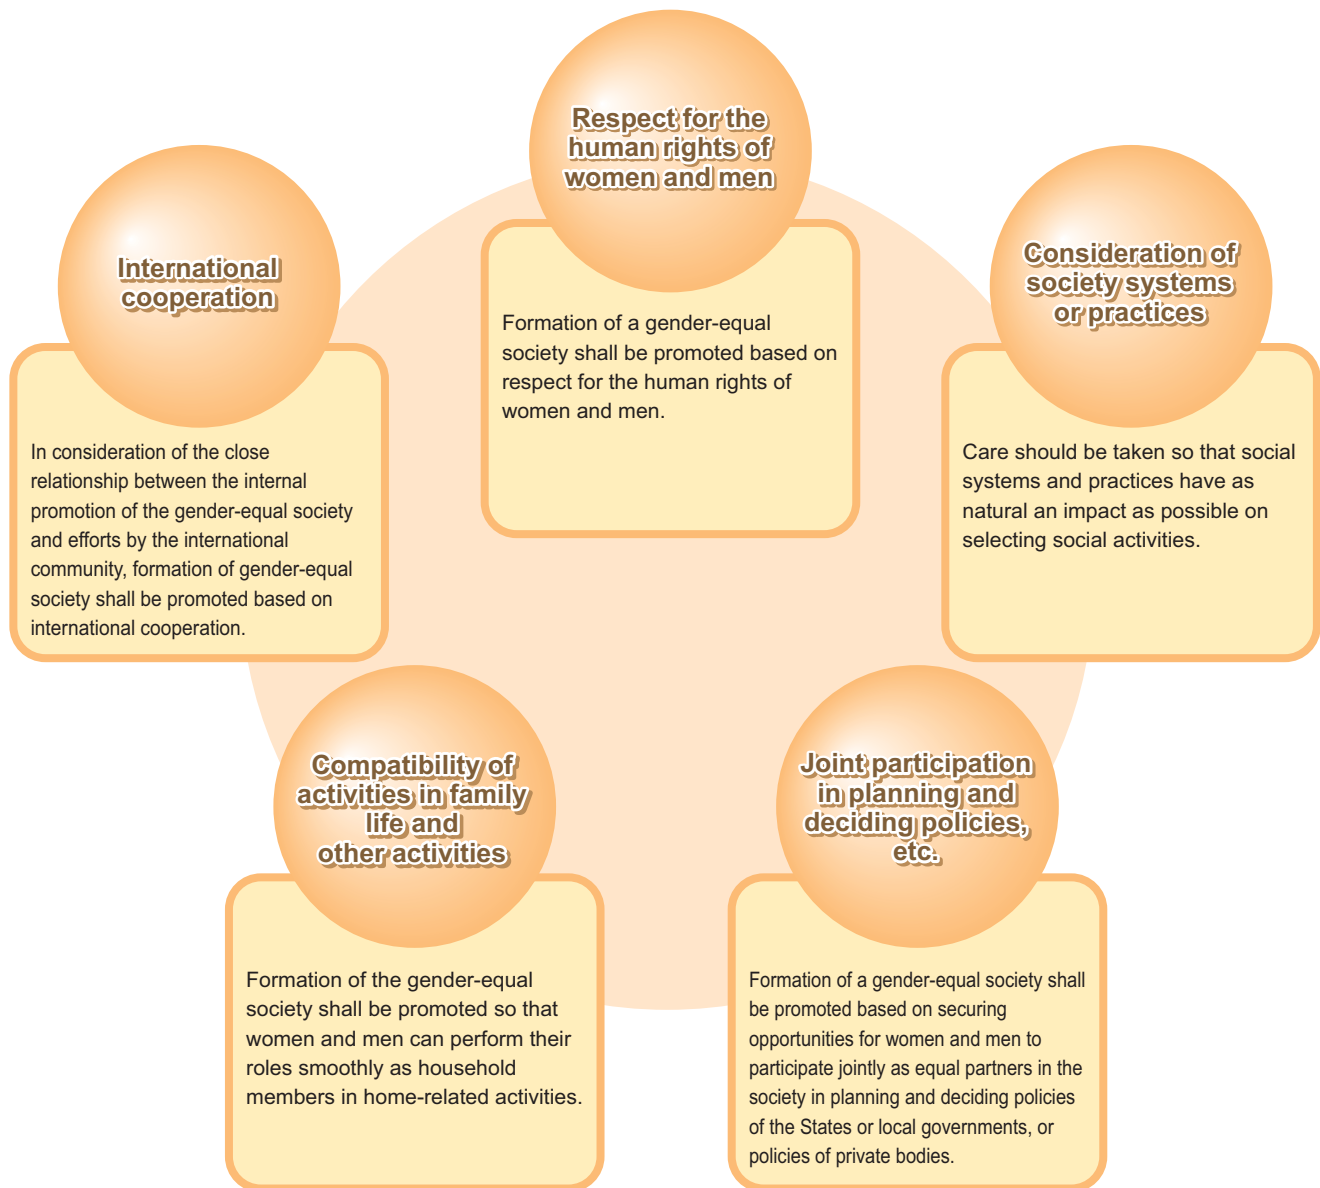 Respect for the
human rights of
women and men
Formation of a gender-equal
society shall be promoted based on
respect for the human rights of
women and men.
International
cooperation
In consideration of the close
relationship between the internal
promotion of the gender-equal society
and efforts by the international
community, formation of gender-equal
society shall be promoted based on
international cooperation.
Consideration of
society systems
or practices
Care should be taken so that social
systems and practices have as
natural an impact as possible on
selecting social activities.
Compatibility of
activities in family
life and
other activities
Formation of the gender-equal
society shall be promoted so that
women and men can perform their
roles smoothly as household
members in home-related activities.
Joint participation
in planning and
deciding policies,
etc.
Formation of a gender-equal society shall
be promoted based on securing
opportunities for women and men to
participate jointly as equal partners in the
society in planning and deciding policies
of the States or local governments, or
policies of private bodies.